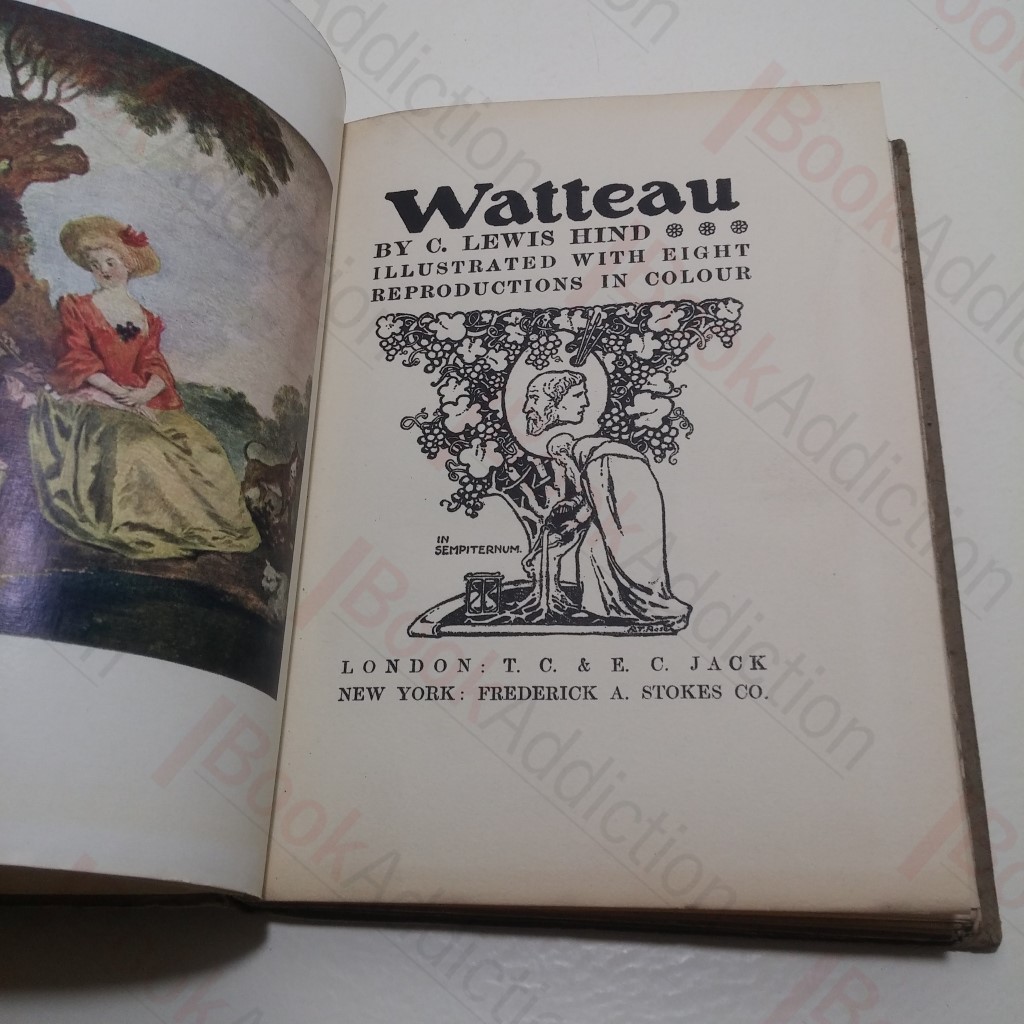 Watteau
BY C. LEWIS HIND
ILLUSTRATED WITH EIGHT
REPRODUCTIONS IN COLOUR
IN
SEMPITERNUM.
LONDON: T. C. & E. C. JACK
NEW YORK: FREDERICK A. STOKES CO.
BookAddiction